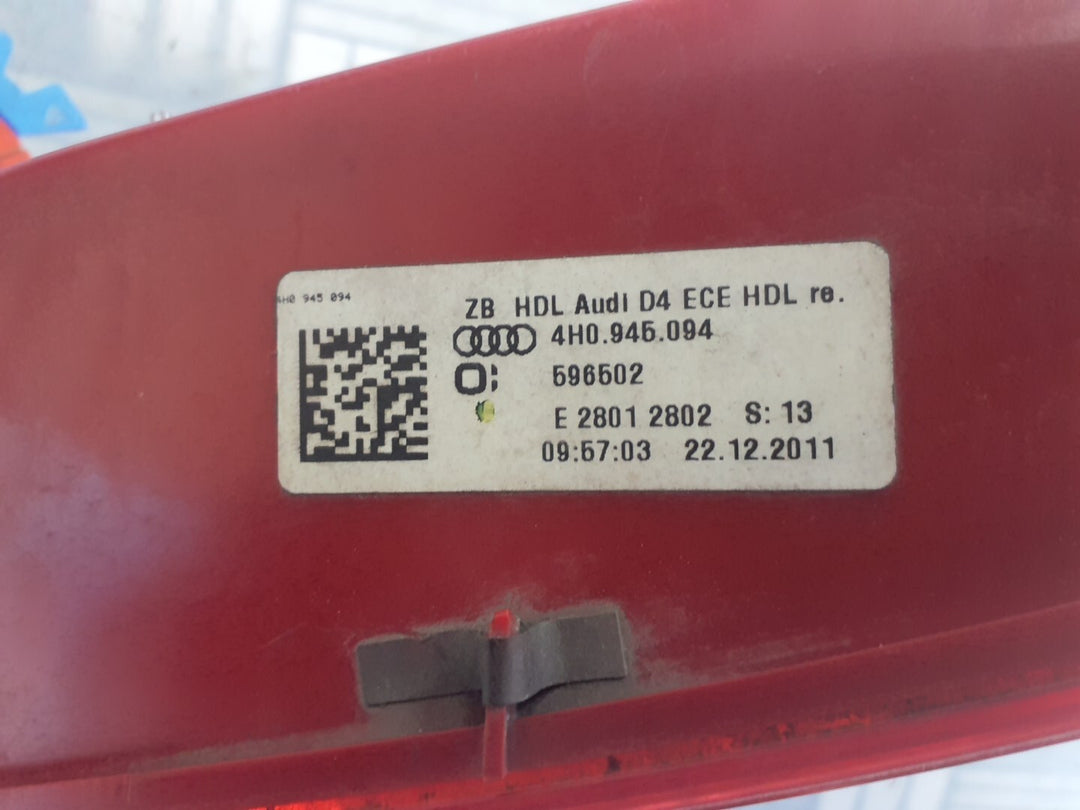 4H0 945 094
ZB HDL Audi D4 ECE HDL re.
4H0.945.094
O:
596502
E 2801 2802 S: 13
09:57:03 22.12.2011